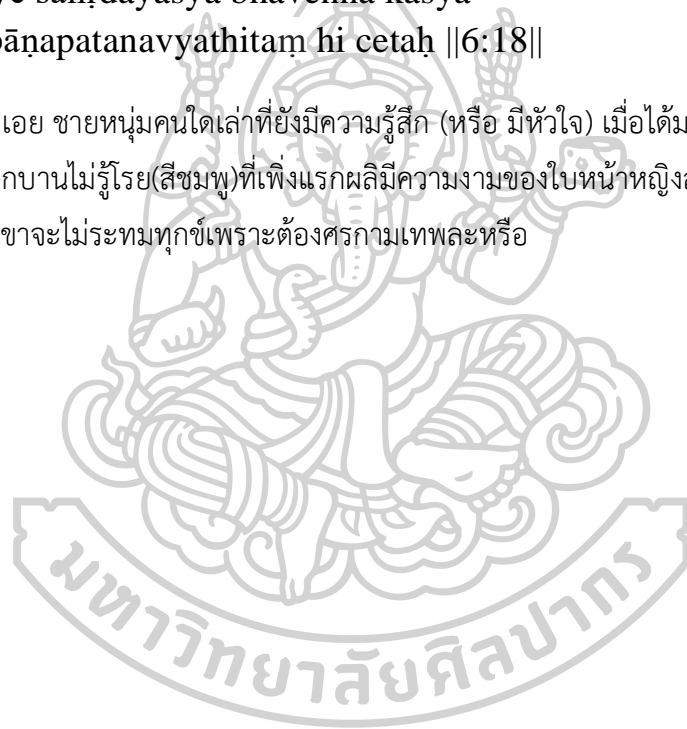 bhavenna kasya
bāṇapatanavyathitaṃ hi cetaḥ ||6:18||
เอย ชายหนุ่มคนใดเล่าที่ยังมีความรู้สึก (หรือ มีหัวใจ) เมื่อได้ม
กบานไม่รู้โรย(สีชมพู)ที่เพิ่งแรกผลิมีความงามของใบหน้าหญิง
ขาจะไม่ระทมทุกข์เพราะต้องศรกามเทพละหรือ
มหาวิทยาลัยศิลปากร